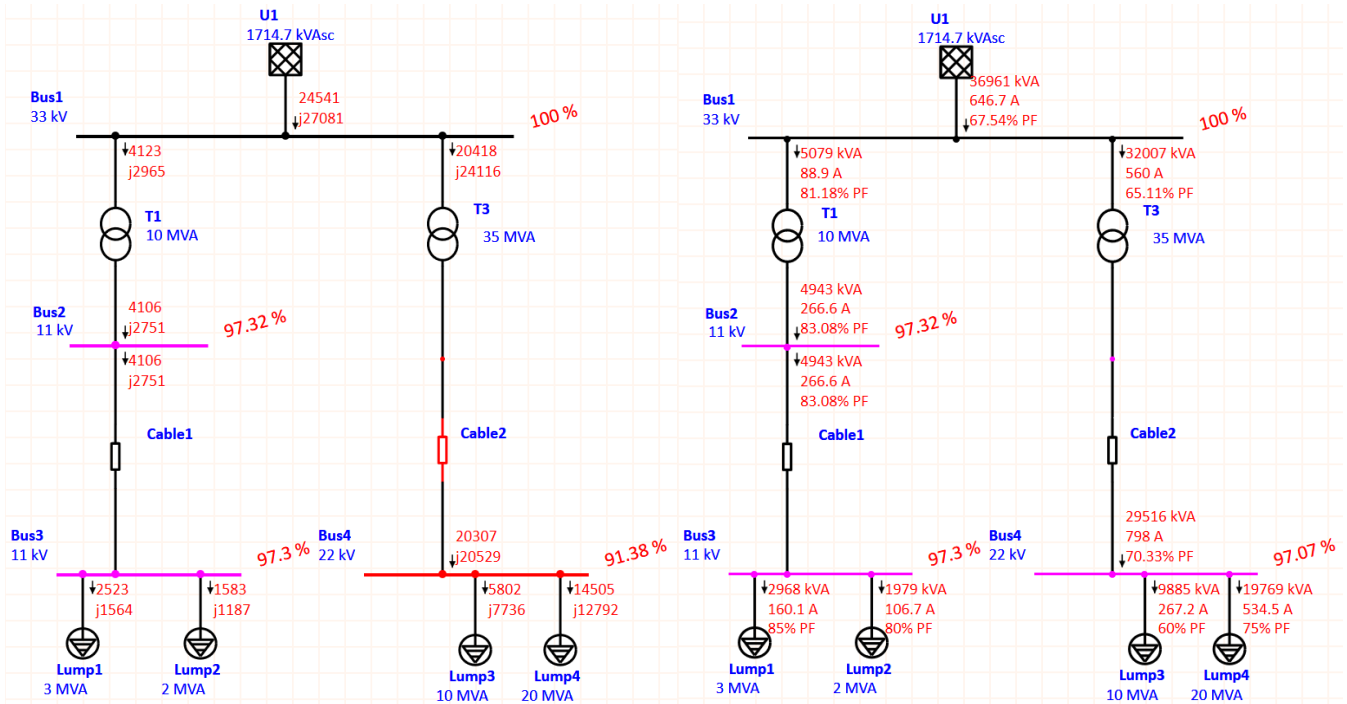 U1
1714.7 kVAsc
24541
j27081
Bus1
33 kV
100 %
4123
j2965
20418
j24116
T1
10 MVA
T3
35 MVA
4106
j2751
Bus2
11 kV
97.32 %
4106
j2751
Cable1
Cable2
Bus3
11 kV
97.3 %
20307
j20529
Bus4
22 kV
91.38 %
2523
j1564
1583
j1187
5802
j7736
14505
j12792
Lump1
3 MVA
Lump2
2 MVA
Lump3
10 MVA
Lump4
20 MVA
U1
1714.7 kVAsc
36961 kVA
646.7 A
67.54% PF
Bus1
33 kV
100 %
5079 kVA
88.9 A
81.18% PF
32007 kVA
560 A
65.11% PF
T1
10 MVA
T3
35 MVA
4943 kVA
266.6 A
83.08% PF
Bus2
11 kV
97.32 %
4943 kVA
266.6 A
83.08% PF
Cable1
Cable2
Bus3
11 kV
97.3 %
29516 kVA
798 A
70.33% PF
Bus4
22 kV
97.07 %
2968 kVA
160.1 A
85% PF
1979 kVA
106.7 A
80% PF
9885 kVA
267.2 A
60% PF
19769 kVA
534.5 A
75% PF
Lump1
3 MVA
Lump2
2 MVA
Lump3
10 MVA
Lump4
20 MVA